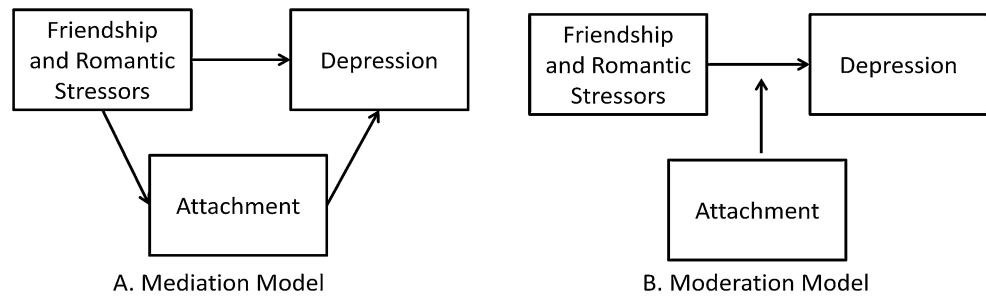 Friendship
and Romantic
Stressors
Depression
Attachment
A. Mediation Model
Friendship
and Romantic
Stressors
Depression
Attachment
B. Moderation Model